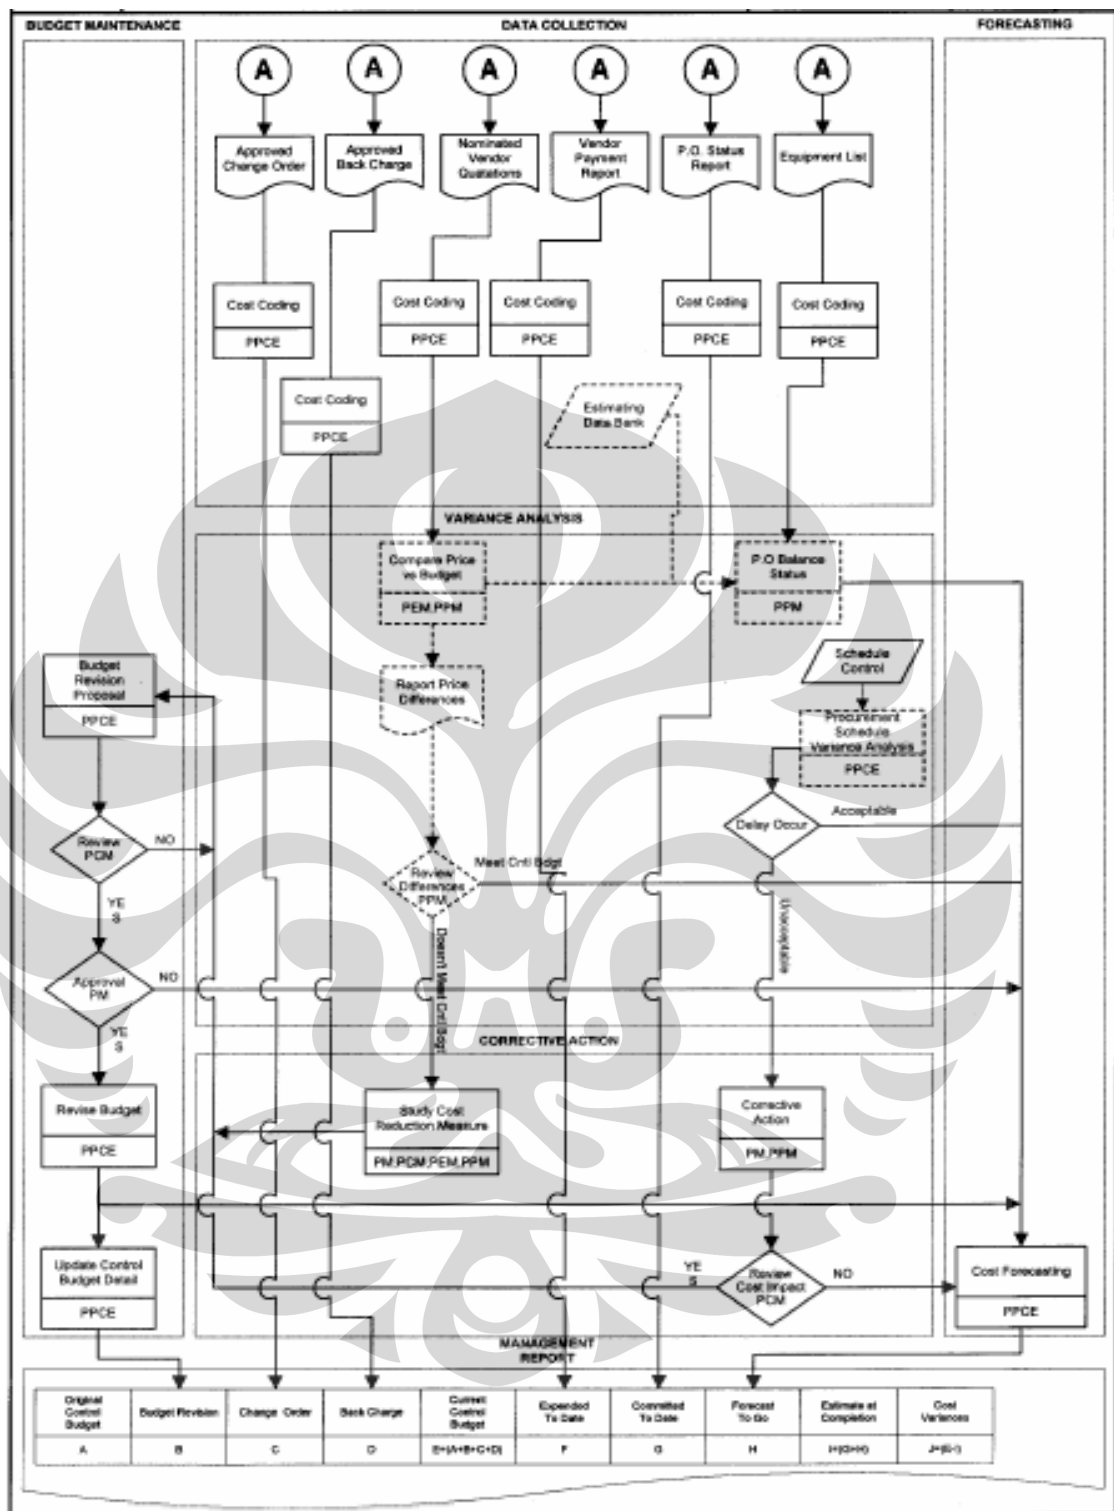 BUDGET MAINTENANCE
DATA COLLECTION
FORECASTING
A
A
A
A
A
A
Approved
Change Order
Approved
Back Charge
Nominated
Vendor
Quatations
Vendor
Payment
Report
P.O. Status
Report
Equipment List
Cost Coding
PPCE
Cost Coding
PPCE
Cost Coding
PPCE
Cost Coding
PPCE
Cost Coding
PPCE
Cost Coding
PPCE
Estimating
Data Bank
VARIANCE ANALYSIS
Compare Price
vs Budget
PEM,PPM
P.O Balance
Status
PPM
Schedule
Control
Budget
Revision
Proposal
PPCE
Report Price
Differences
Procurement
Schedule
Variance Analysis
PPCE
Delay Occur
Acceptable
Review
PCM
NO
Review
Differences
PPM
Meet Cntl Bdgt
YE
S
Unacceptable
Doesn't Meet Cntl Bdgt
Approval
PM
NO
YE
S
CORRECTIVE ACTION
Revise Budget
PPCE
Study Cost
Reduction Measure
PM,PCM,PEM,PPM
Corrective
Action
PM,PPM
Update Control
Budget Detail
PPCE
YE
S
Review
Cost Impact
PCM
NO
Cost Forecasting
PPCE
MANAGEMENT
REPORT
Original
Control
Budget
Budget Revision
Change Order
Back Charge
Current
Control
Budget
Expended
To Date
Committed
To Date
Forecast
To Go
Estimate at
Completion
Cost
Variances
A
B
C
D
E=(A+B+C+D)
F
G
H
I=(G+H)
J=(E-I)